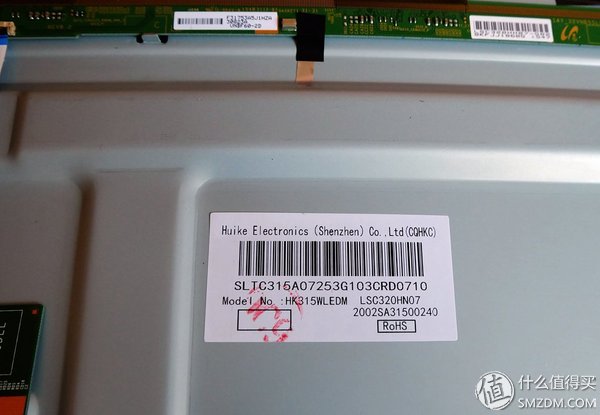 Huike Electronics (Shenzhen) Co.,Ltd(CQHKC)
SLTC315A07253G103CRD0710
Model No.:HK315WLEDM LSC320HN07
2002SA31500240
RoHS
值 什么值得买
SMZDM.COM